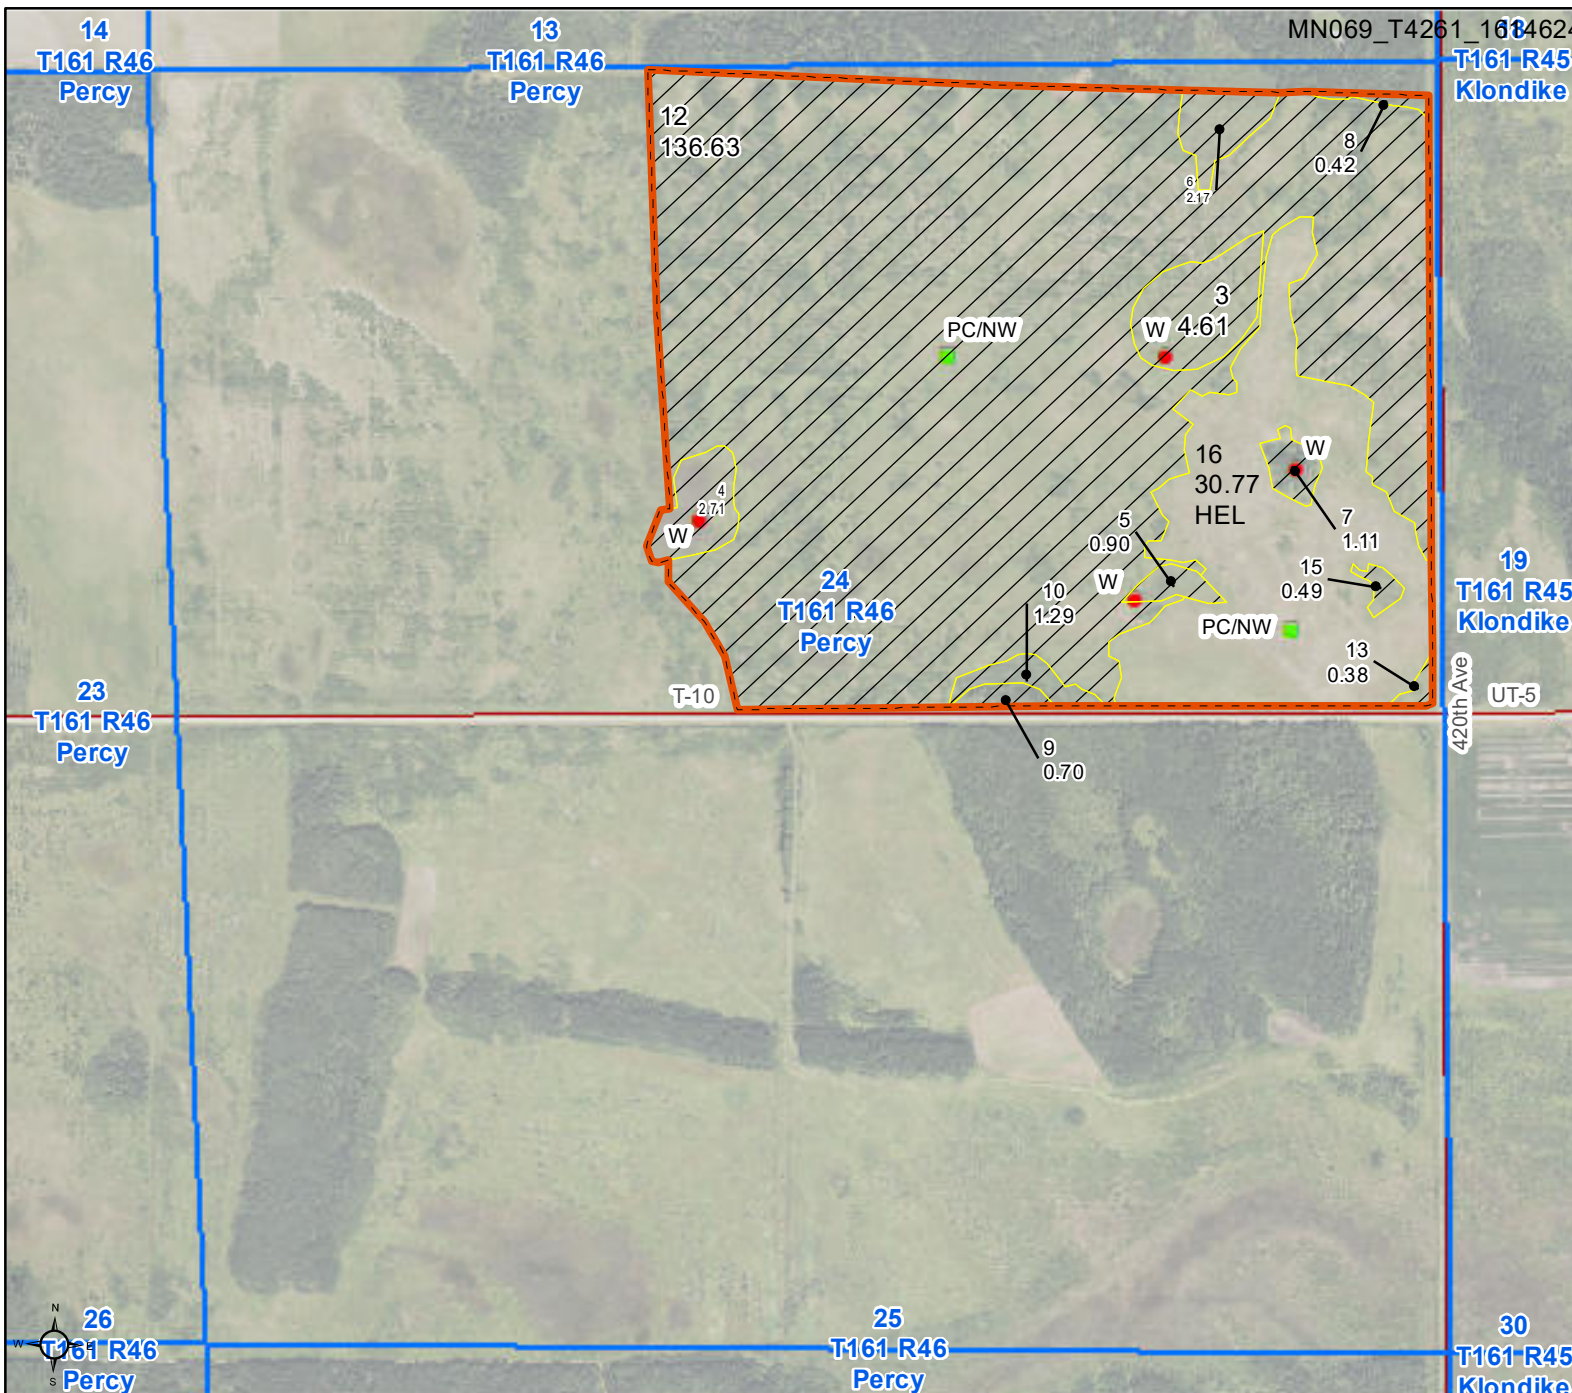 14
T161 R46
Percy
13
T161 R46
Percy
MN069_T4261_1614624
18
T161 R45
Klondike
12
136.63
8
0.42
6
2.17
3
4.61
PC/NW
W
16
30.77
HEL
W
7
1.11
4
2.71
W
5
0.90
15
0.49
19
T161 R45
Klondike
24
T161 R46
Percy
10
1.29
W
PC/NW
13
0.38
23
T161 R46
Percy
T-10
420th Ave
UT-5
9
0.70
N
W
E
S
26
T161 R46
Percy
25
T161 R46
Percy
30
T161 R45
Klondike